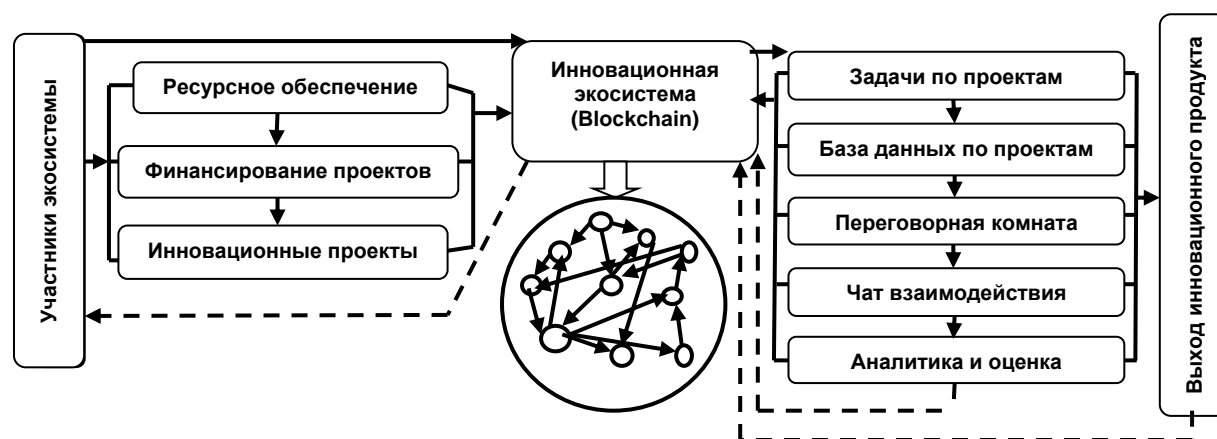 Участники экосистемы
Ресурсное обеспечение
Финансирование проектов
Инновационные проекты
Инновационная
экосистема
(Blockchain)
Задачи по проектам
База данных по проектам
Переговорная комната
Чат взаимодействия
Аналитика и оценка
Выход инновационного продукта